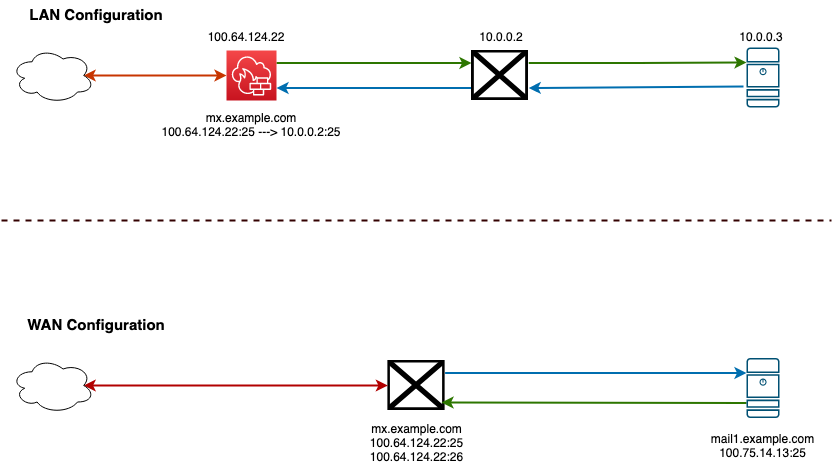 LAN Configuration
100.64.124.22
10.0.0.2
10.0.0.3
mx.example.com
100.64.124.22:25 ---> 10.0.0.2:25
WAN Configuration
mx.example.com
100.64.124.22:25
100.64.124.22:26
mail1.example.com
100.75.14.13:25